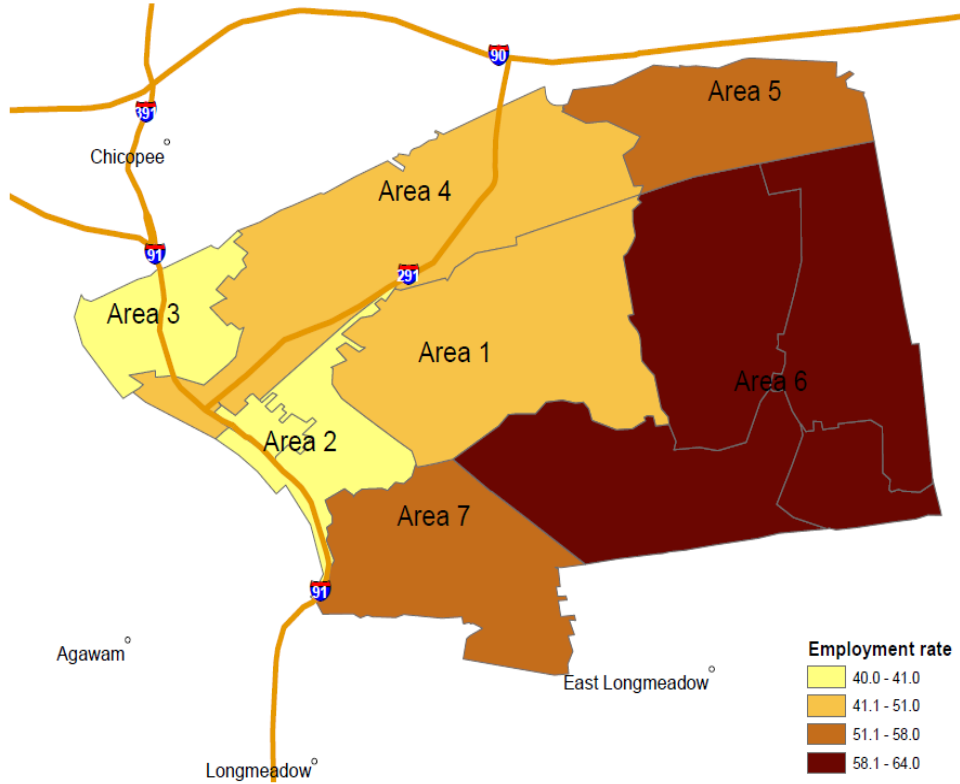 90
Area 5
391
Chicopee
Area 4
91
291
Area 3
Area 1
Area 6
Area 2
Area 7
91
Agawam
East Longmeadow
Longmeadow
Employment rate
40.0 - 41.0
41.1 - 51.0
51.1 - 58.0
58.1 - 64.0